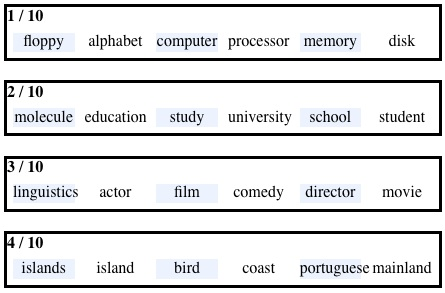 1 / 10
floppy alphabet computer processor memory disk
2 / 10
molecule education study university school student
3 / 10
linguistics actor film comedy director movie
4 / 10
islands island bird coast portuguese mainland